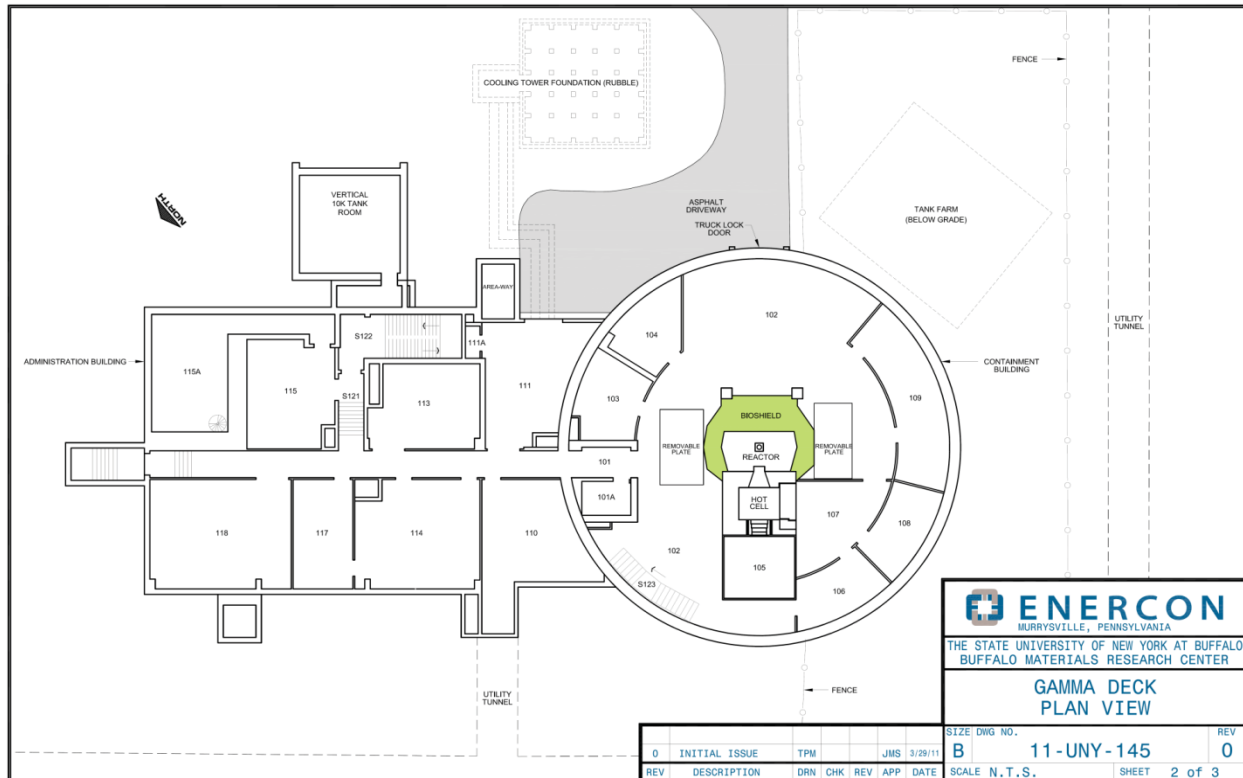 COOLING TOWER FOUNDATION (RUBBLE)
FENCE
VERTICAL
10K TANK
ROOM
NORTH
ASPHALT
DRIVEWAY
TRUCK LOCK
DOOR
TANK FARM
(BELOW GRADE)
AREA-WAY
UTILITY
TUNNEL
ADMINISTRATION BUILDING
115A
115
S122
S121
111A
111
113
104
103
102
109
CONTAINMENT
BUILDING
BIOSHIELD
REMOVABLE
PLATE
REACTOR
REMOVABLE
PLATE
101
101A
HOT
CELL
118
117
114
110
102
107
108
105
106
S123
UTILITY
TUNNEL
FENCE
ENERCON
MURRYSVILLE, PENNSYLVANIA
THE STATE UNIVERSITY OF NEW YORK AT BUFFALO
BUFFALO MATERIALS RESEARCH CENTER
GAMMA DECK
PLAN VIEW
SIZE DWG NO. REV
B 11-UNY-145 0
SCALE N.T.S. SHEET 2 of 3
0 INITIAL ISSUE TPM JMS 3/29/11
REV DESCRIPTION DRN CHK REV APP DATE